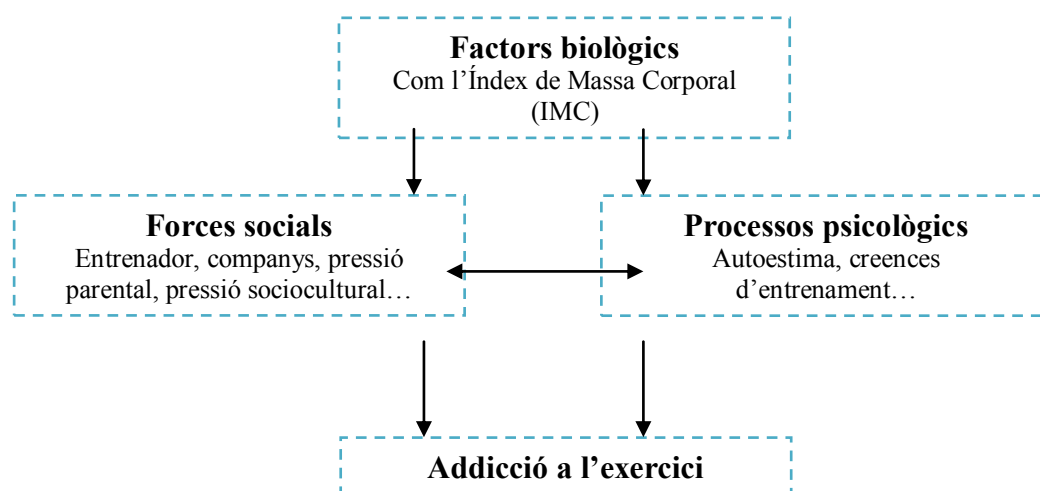 Factors biològics
Com l’Índex de Massa Corporal
(IMC)
Forces socials
Entrenador, companys, pressió
parental, pressió sociocultural…
Processos psicològics
Autoestima, creences
d’entrenament…
Addicció a l’exercici